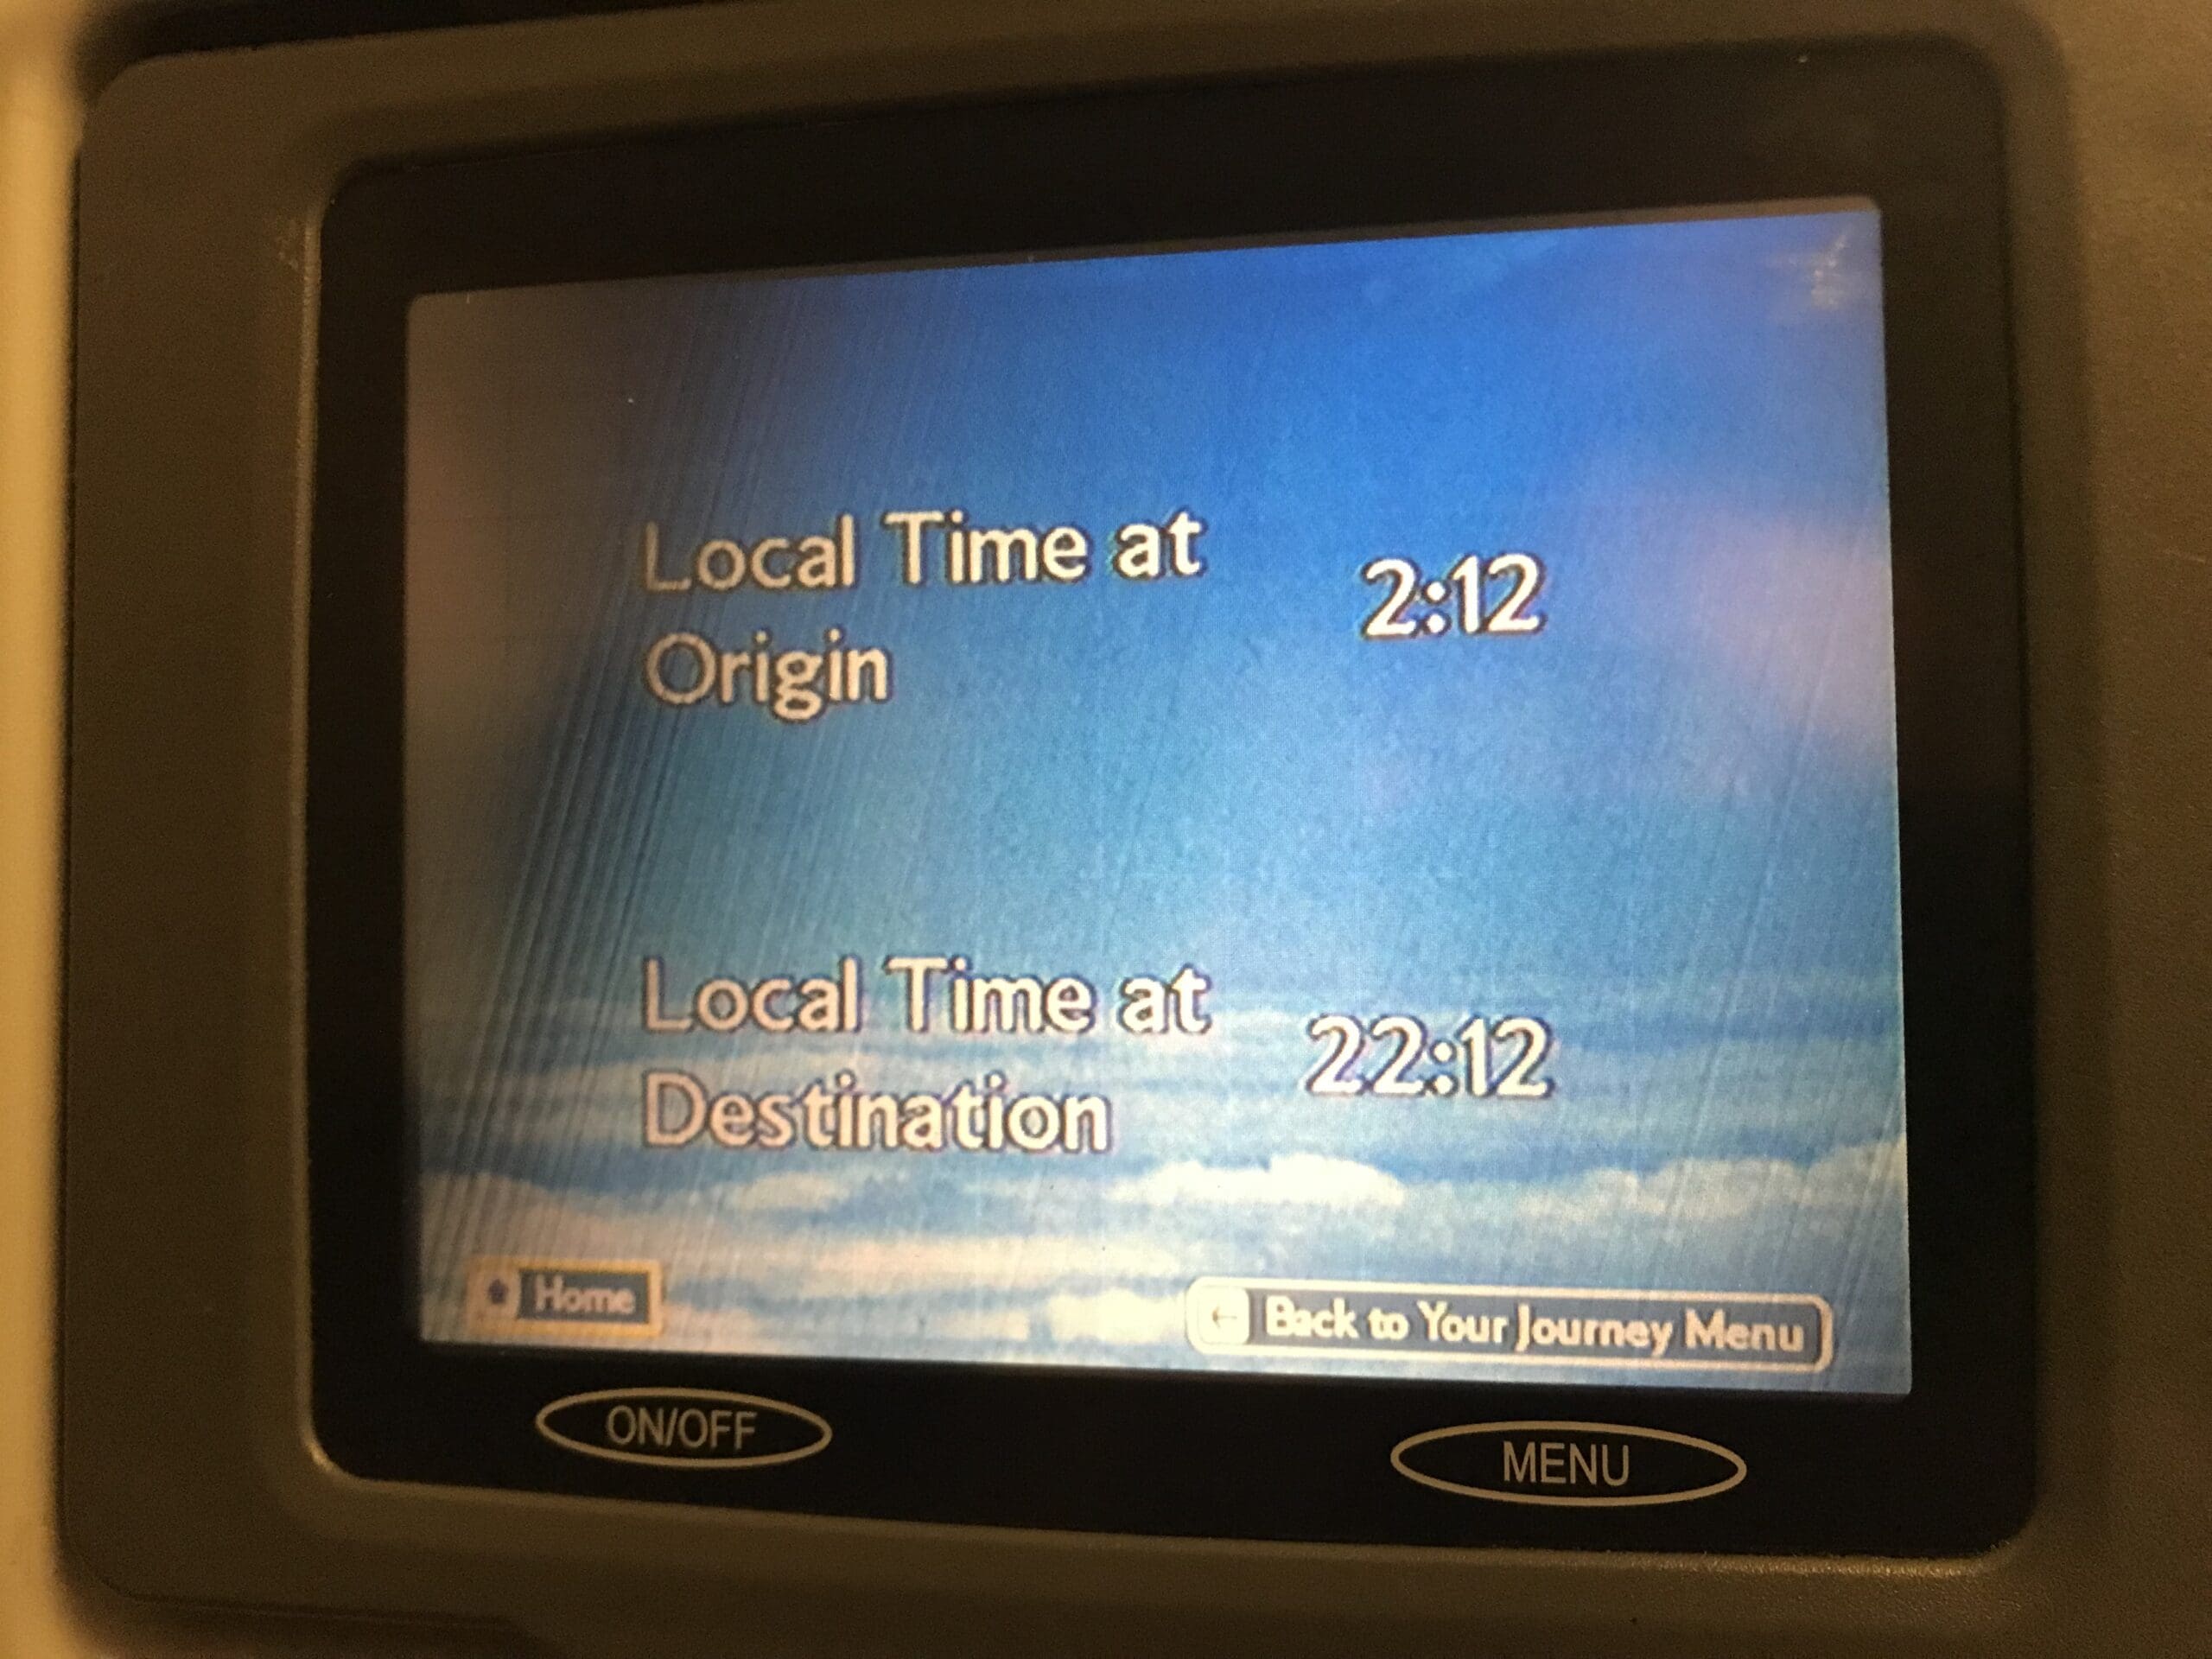 Local Time at
Origin
2:12
Local Time at
Destination
22:12
Home
Back to Your Journey Menu
ON/OFF
MENU